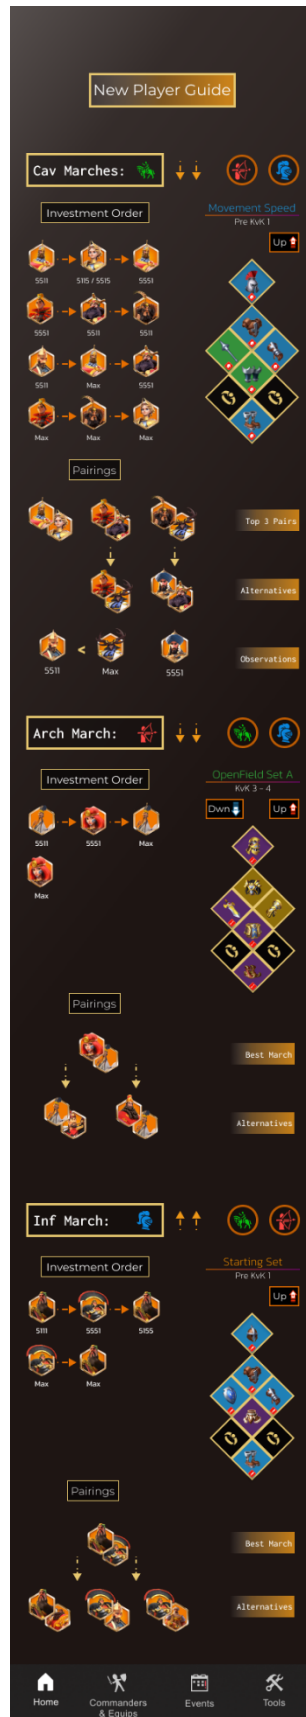 New Player Guide
Cav Marches:
Investment Order
Movement Speed
Pre KvK 1
Up
5511 5115 / 5515 5551
5551 5511 5511
5511 Max 5551
Max Max Max
Pairings
Top 3 Pairs
Alternatives
<
5511 Max 5551
Observations
Arch March:
Investment Order
OpenField Set A
KvK 3 - 4
Dwn Up
5511 5551 Max
Max
Pairings
Best March
Alternatives
Inf March:
Investment Order
Starting Set
Pre KvK 1
Up
5111 5551 5155
Max Max
Pairings
Best March
Alternatives
Home Commanders & Equips Events Tools